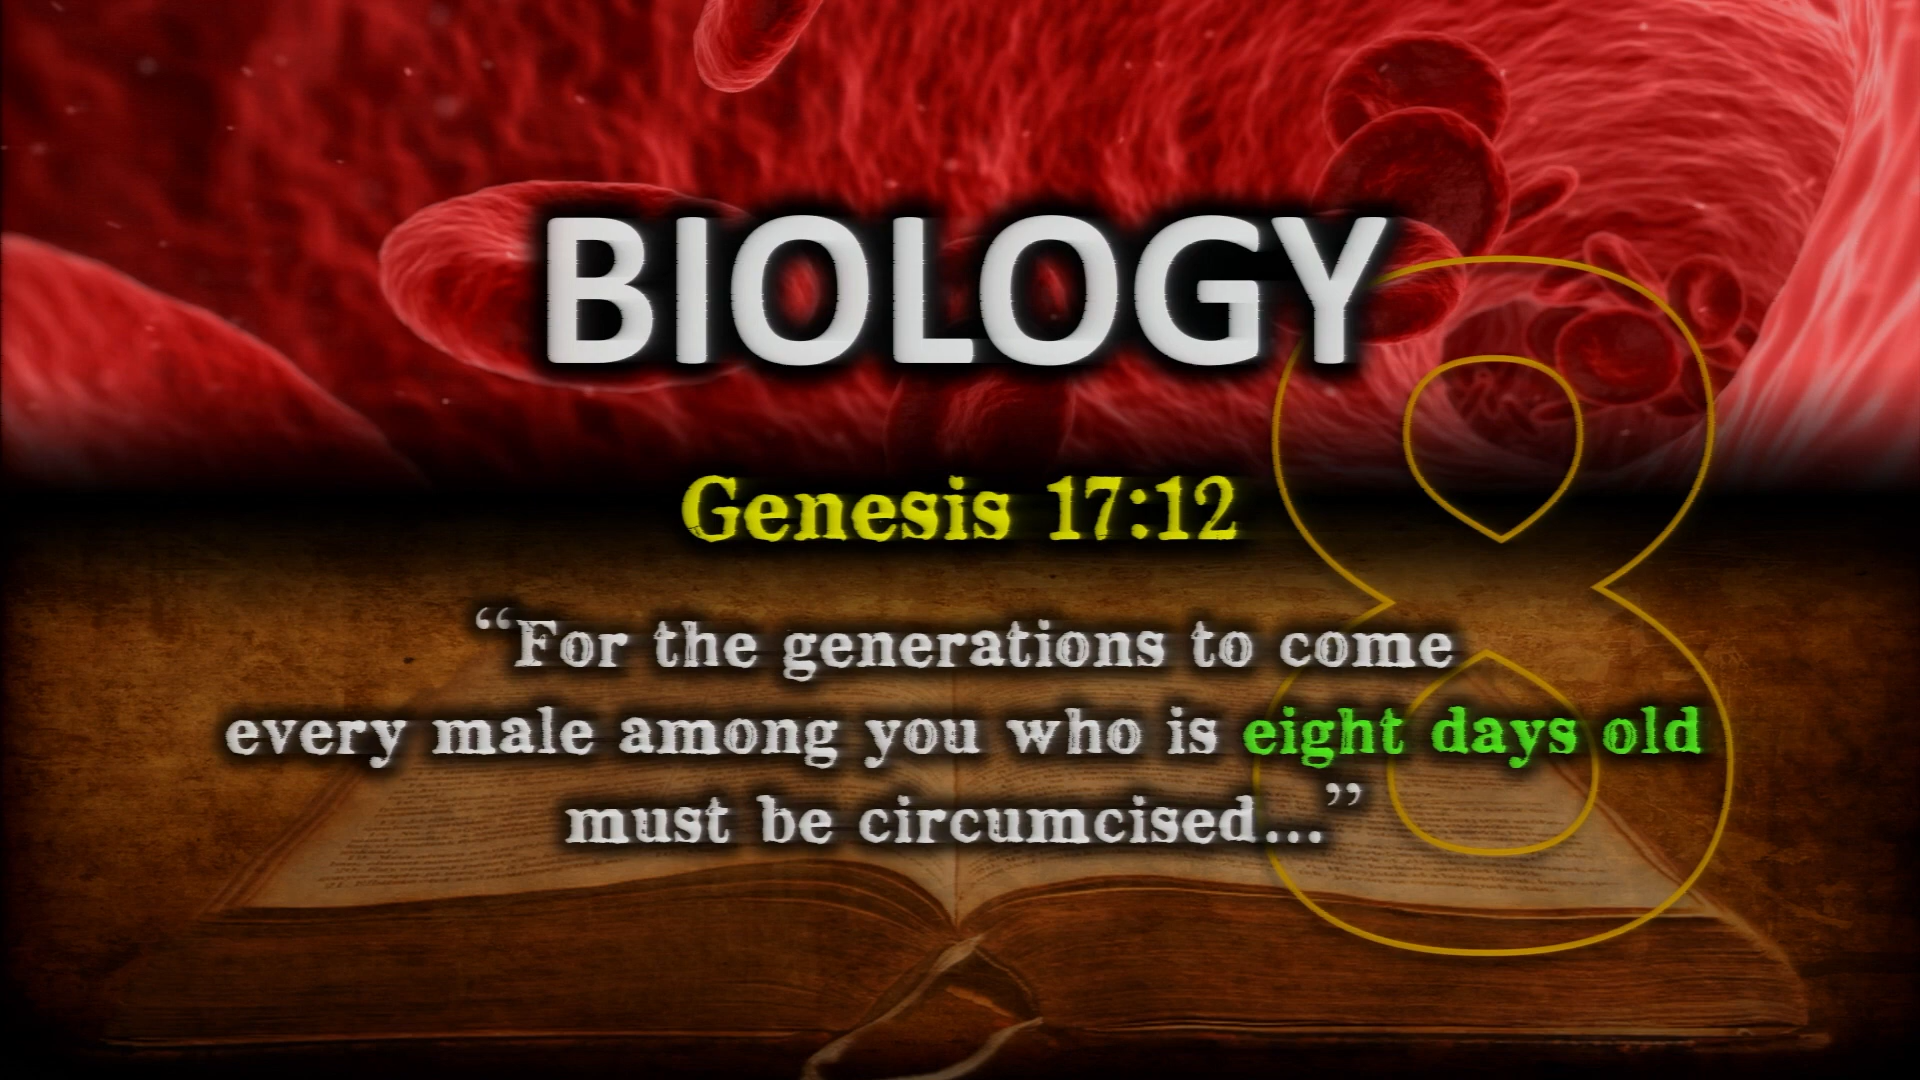 BIOLOGY
8
Genesis 17:12
“For the generations to come
every male among you who is eight days old
must be circumcised...”